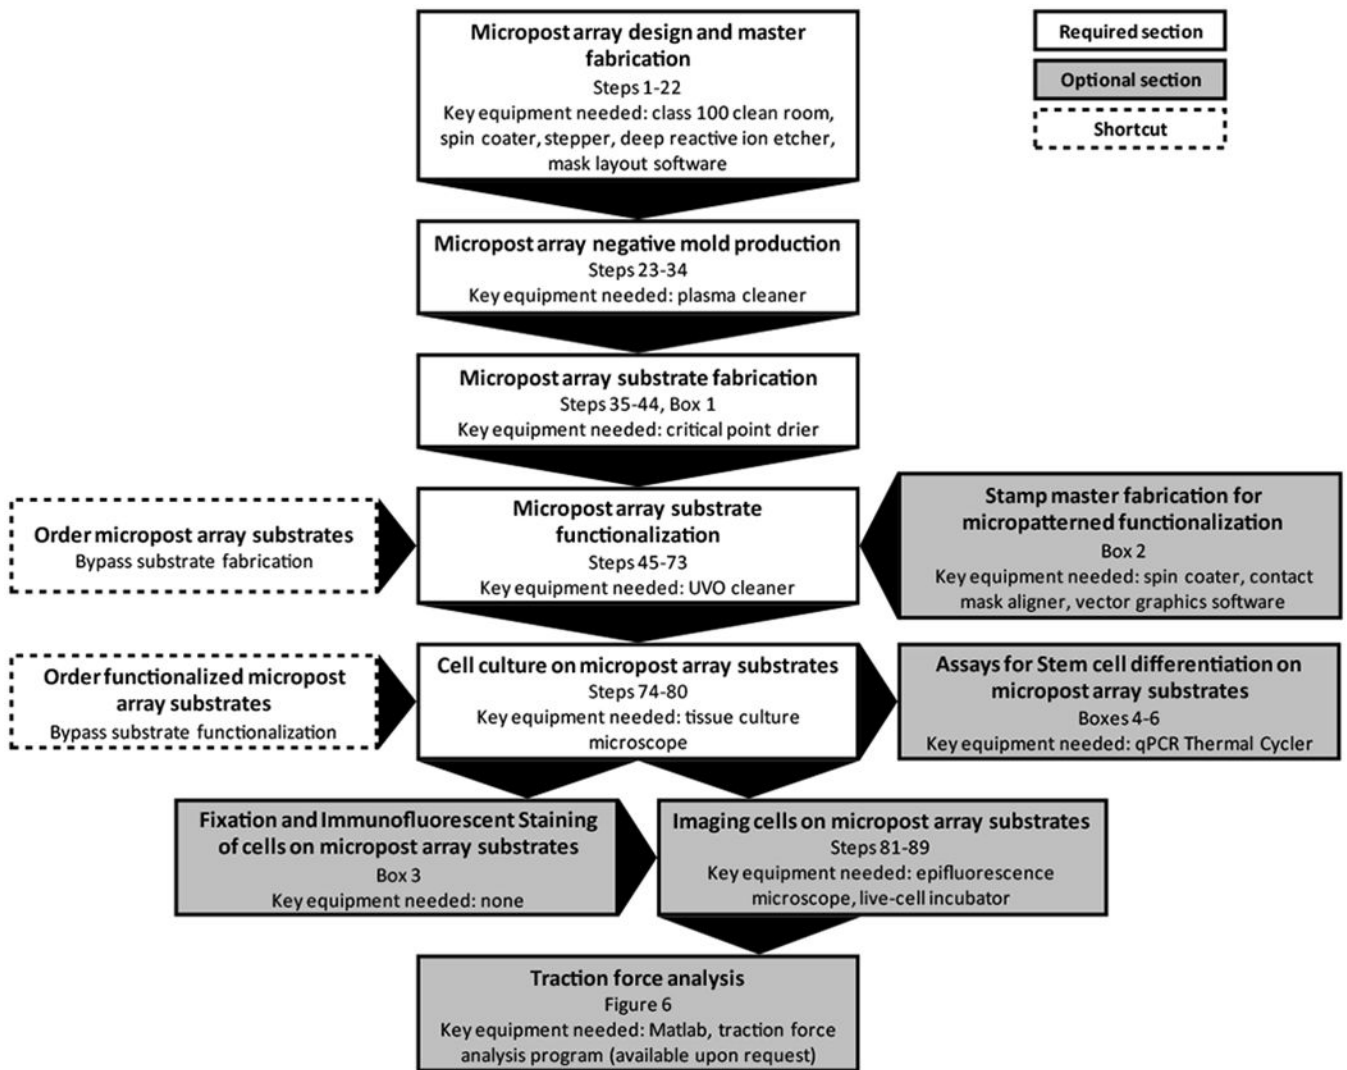 Micropost array design and master
fabrication
Steps 1-22
Key equipment needed: class 100 clean room,
spin coater, stepper, deep reactive ion etcher,
mask layout software
Required section
Optional section
Shortcut
Micropost array negative mold production
Steps 23-34
Key equipment needed: plasma cleaner
Micropost array substrate fabrication
Steps 35-44, Box 1
Key equipment needed: critical point drier
Order micropost array substrates
Bypass substrate fabrication
Micropost array substrate
functionalization
Steps 45-73
Key equipment needed: UVO cleaner
Stamp master fabrication for
micropatterned functionalization
Box 2
Key equipment needed: spin coater, contact
mask aligner, vector graphics software
Order functionalized micropost
array substrates
Bypass substrate functionalization
Cell culture on micropost array substrates
Steps 74-80
Key equipment needed: tissue culture
microscope
Assays for Stem cell differentiation on
micropost array substrates
Boxes 4-6
Key equipment needed: qPCR Thermal Cycler
Fixation and Immunofluorescent Staining
of cells on micropost array substrates
Box 3
Key equipment needed: none
Imaging cells on micropost array substrates
Steps 81-89
Key equipment needed: epifluorescence
microscope, live-cell incubator
Traction force analysis
Figure 6
Key equipment needed: Matlab, traction force
analysis program (available upon request)